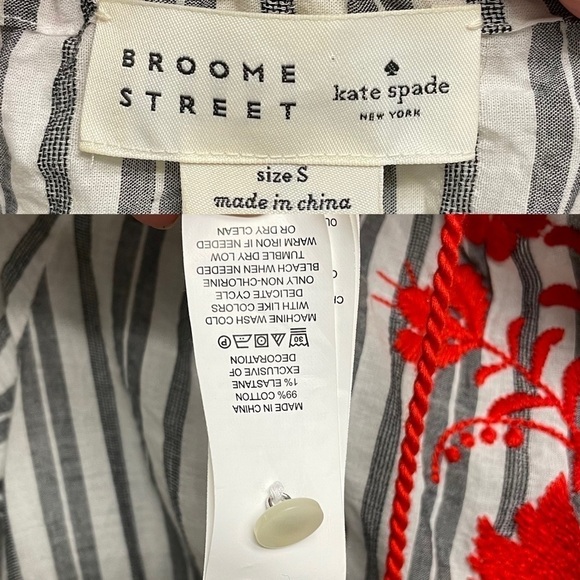 BROOME
STREET
kate spade
NEW YORK
size S
made in china
MADE IN CHINA
99% COTTON
1% ELASTANE
EXCLUSIVE OF
DECORATION
30 P
MACHINE WASH COLD
WITH LIKE COLORS
DELICATE CYCLE
NON-CHLORINE
BLEACH WHEN NEEDED
TUMBLE DRY LOW
WARM IRON IF NEEDED
OR DRY CLEAN